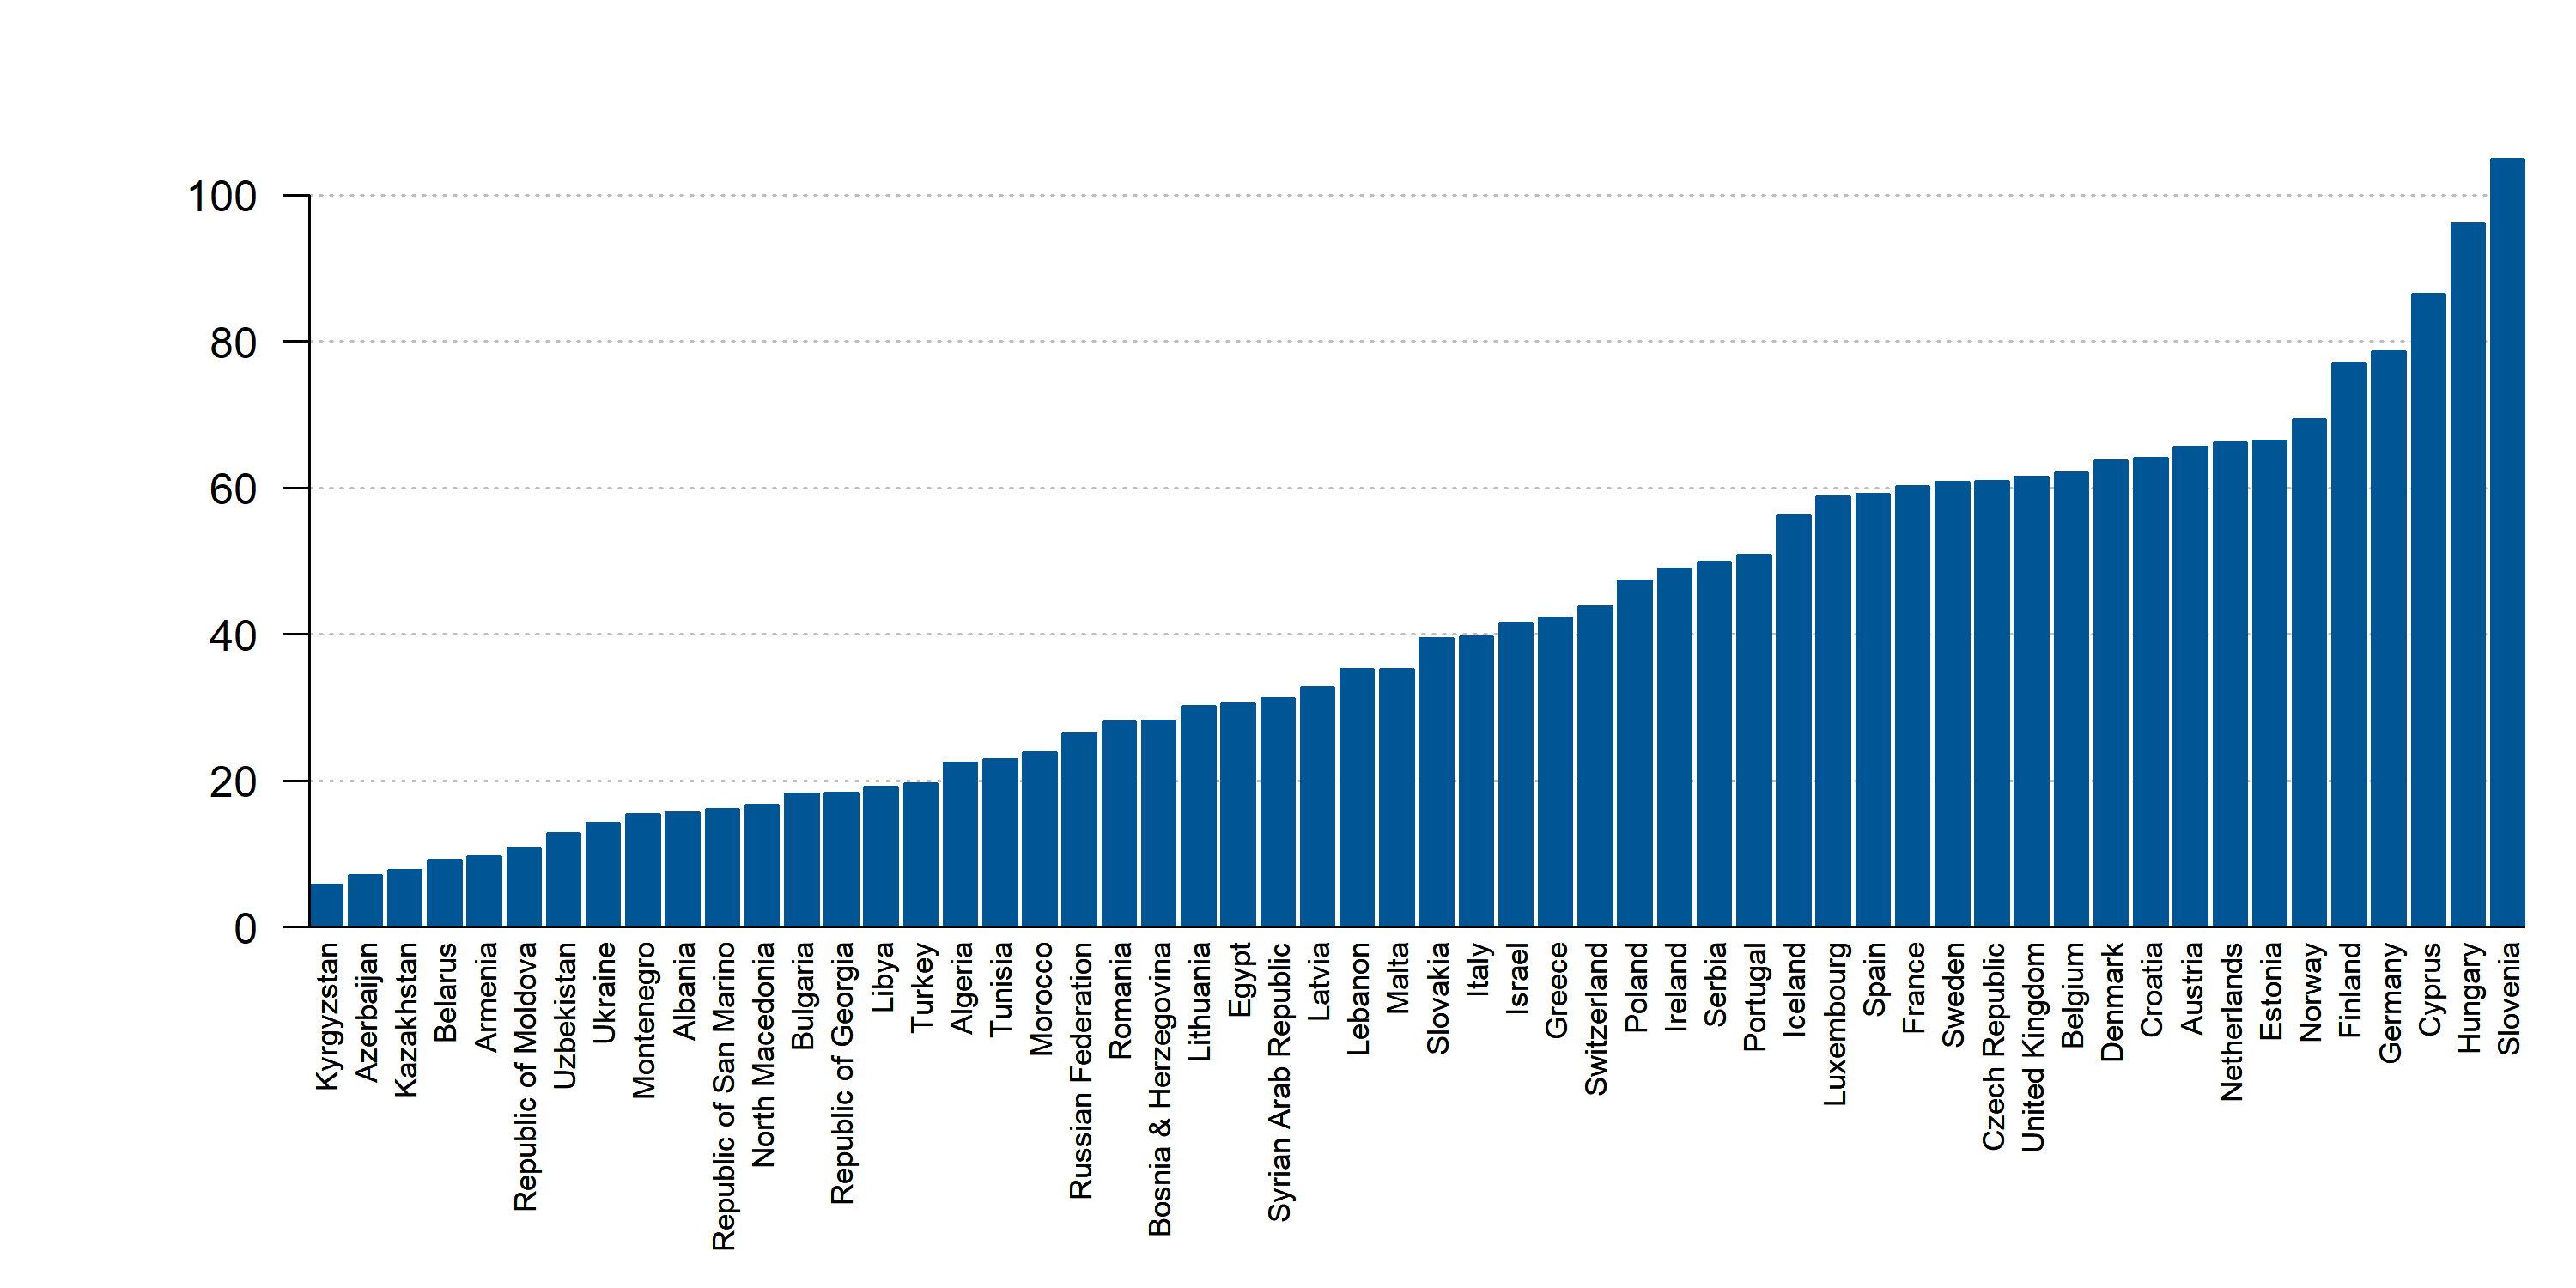 100
80
60
40
20
0
Kyrgyzstan
Azerbaijan
Kazakhstan
Belarus
Armenia
Republic of Moldova
Uzbekistan
Ukraine
Montenegro
Albania
Republic of San Marino
North Macedonia
Bulgaria
Republic of Georgia
Libya
Turkey
Algeria
Tunisia
Morocco
Russian Federation
Romania
Bosnia & Herzegovina
Lithuania
Egypt
Syrian Arab Republic
Latvia
Lebanon
Malta
Slovakia
Italy
Israel
Greece
Switzerland
Poland
Ireland
Serbia
Portugal
Iceland
Luxembourg
Spain
France
Sweden
Czech Republic
United Kingdom
Belgium
Denmark
Croatia
Austria
Netherlands
Estonia
Norway
Finland
Germany
Cyprus
Hungary
Slovenia